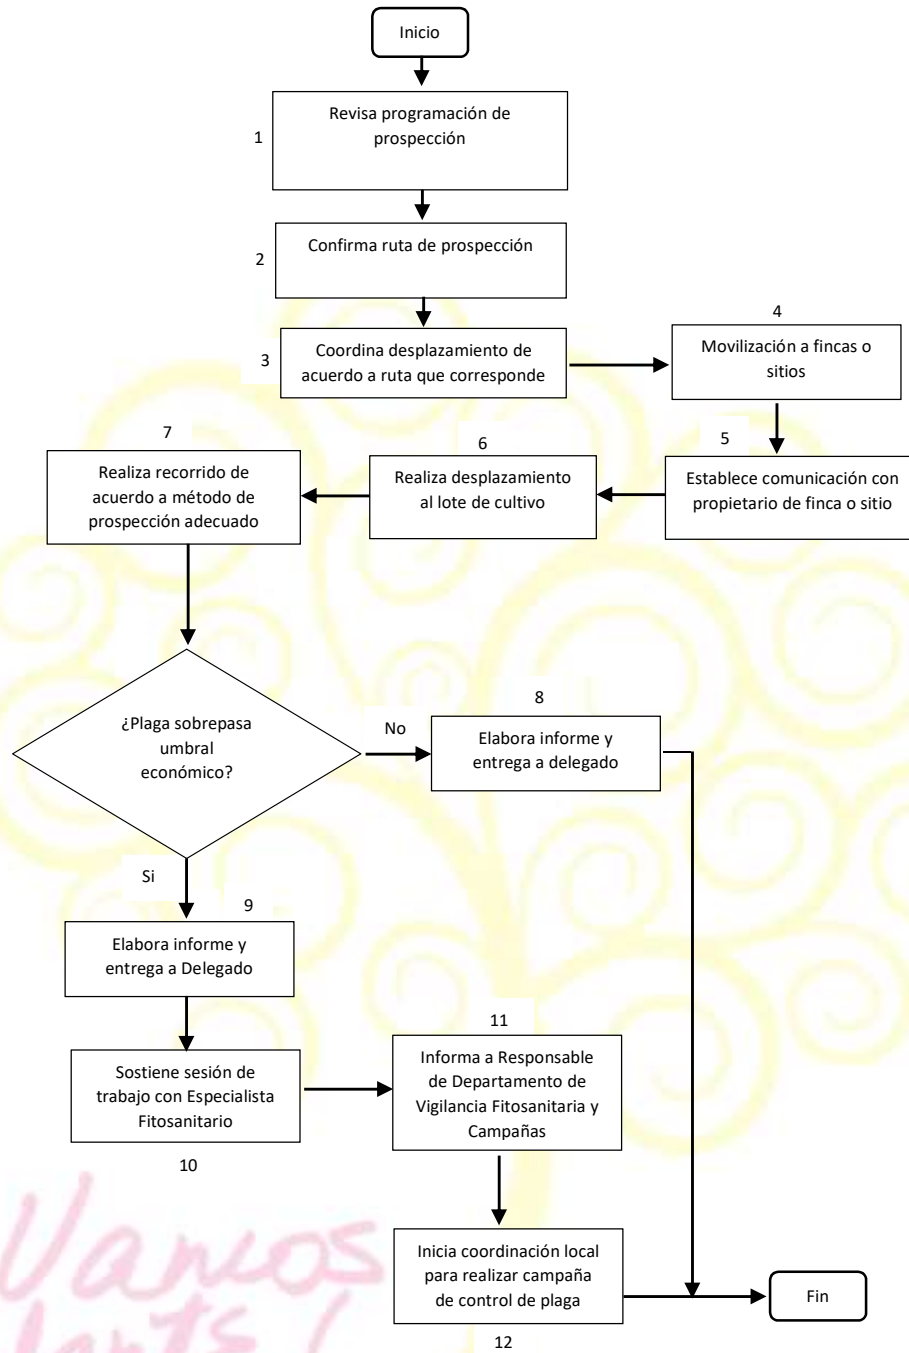 Inicio
1
Revisa programación de
prospección
2
Confirma ruta de prospección
3
Coordina desplazamiento de
acuerdo a ruta que corresponde
4
Movilización a fincas o
sitios
5
Establece comunicación con
propietario de finca o sitio
6
Realiza desplazamiento
al lote de cultivo
7
Realiza recorrido de
acuerdo a método de
prospección adecuado
¿Plaga sobrepasa
umbral
económico?
No
8
Elabora informe y
entrega a delegado
Si
9
Elabora informe y
entrega a Delegado
Sostiene sesión de
trabajo con Especialista
Fitosanitario
10
11
Informa a Responsable
de Departamento de
Vigilancia Fitosanitaria y
Campañas
Inicia coordinación local
para realizar campaña
de control de plaga
12
Fin
Vamos